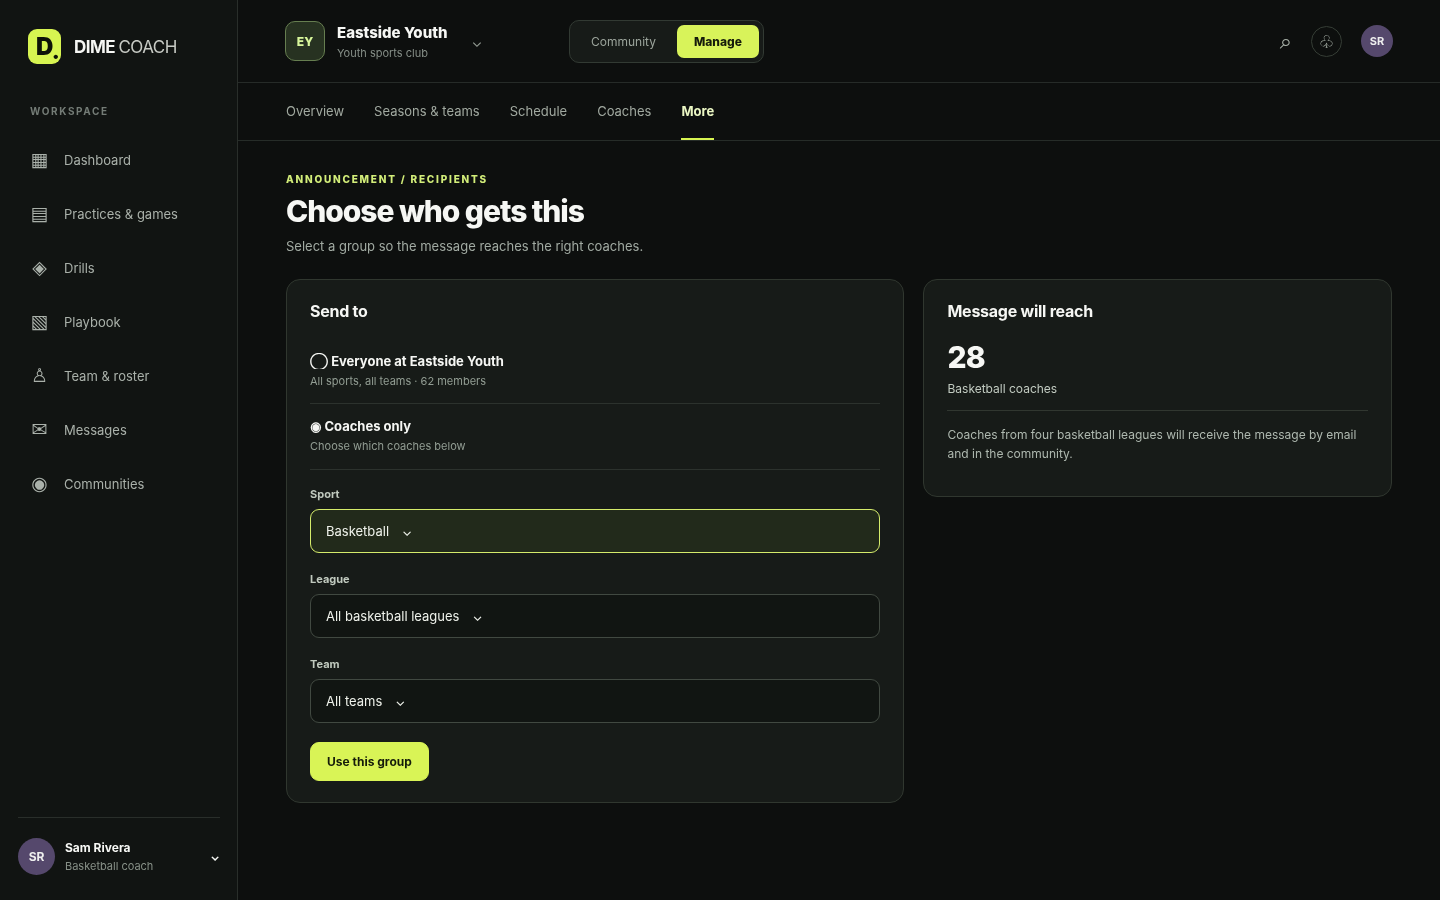 D.
DIME COACH
WORKSPACE
Dashboard
Practices & games
Drills
Playbook
Team & roster
Messages
Communities
SR
Sam Rivera
Basketball coach
EY
Eastside Youth
Youth sports club
Community
Manage
SR
Overview
Seasons & teams
Schedule
Coaches
More
ANNOUNCEMENT / RECIPIENTS
Choose who gets this
Select a group so the message reaches the right coaches.
Send to
Everyone at Eastside Youth
All sports, all teams · 62 members
Coaches only
Choose which coaches below
Sport
Basketball
League
All basketball leagues
Team
All teams
Use this group
Message will reach
28
Basketball coaches
Coaches from four basketball leagues will receive the message by email
and in the community.